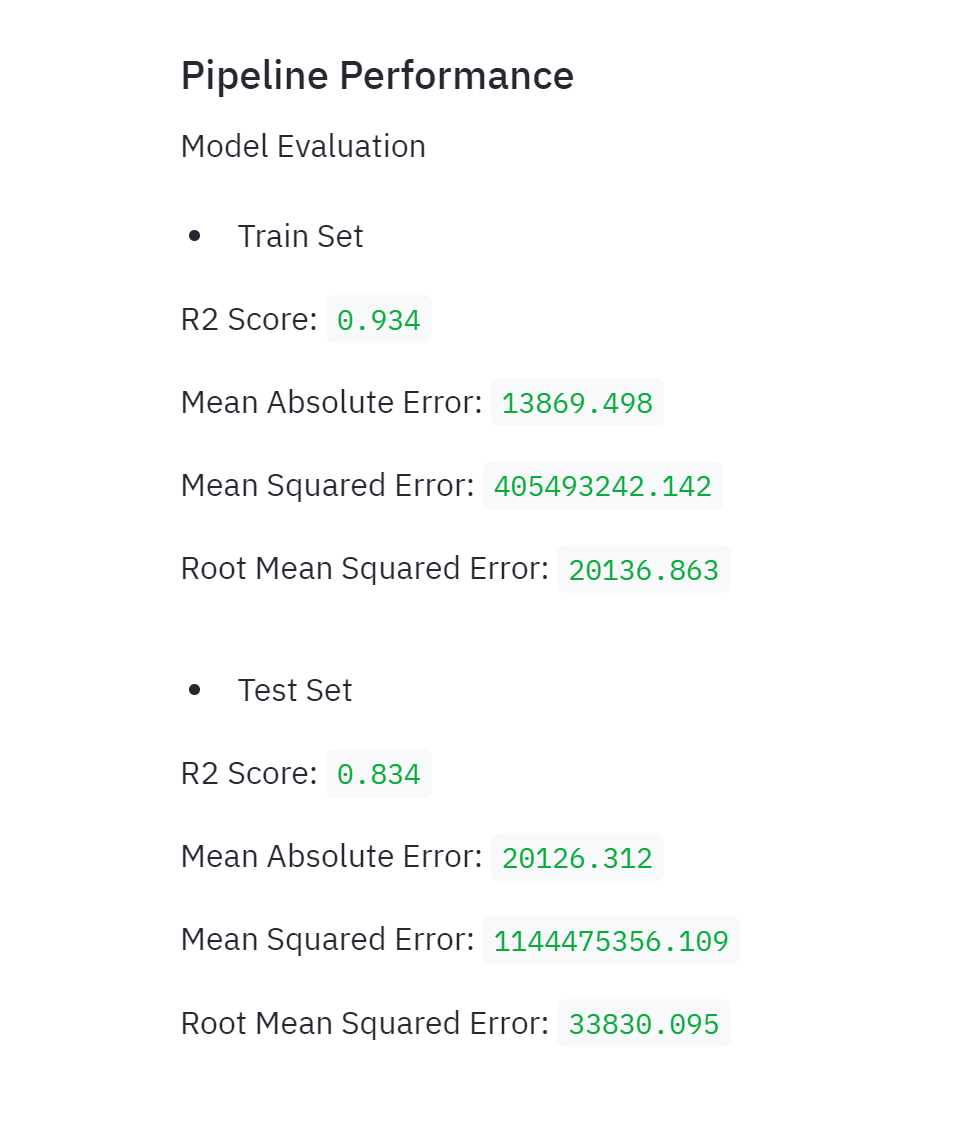 Pipeline Performance
Model Evaluation
• Train Set
R2 Score: 0.934
Mean Absolute Error: 13869.498
Mean Squared Error: 405493242.142
Root Mean Squared Error: 20136.863
• Test Set
R2 Score: 0.834
Mean Absolute Error: 20126.312
Mean Squared Error: 1144475356.109
Root Mean Squared Error: 33830.095